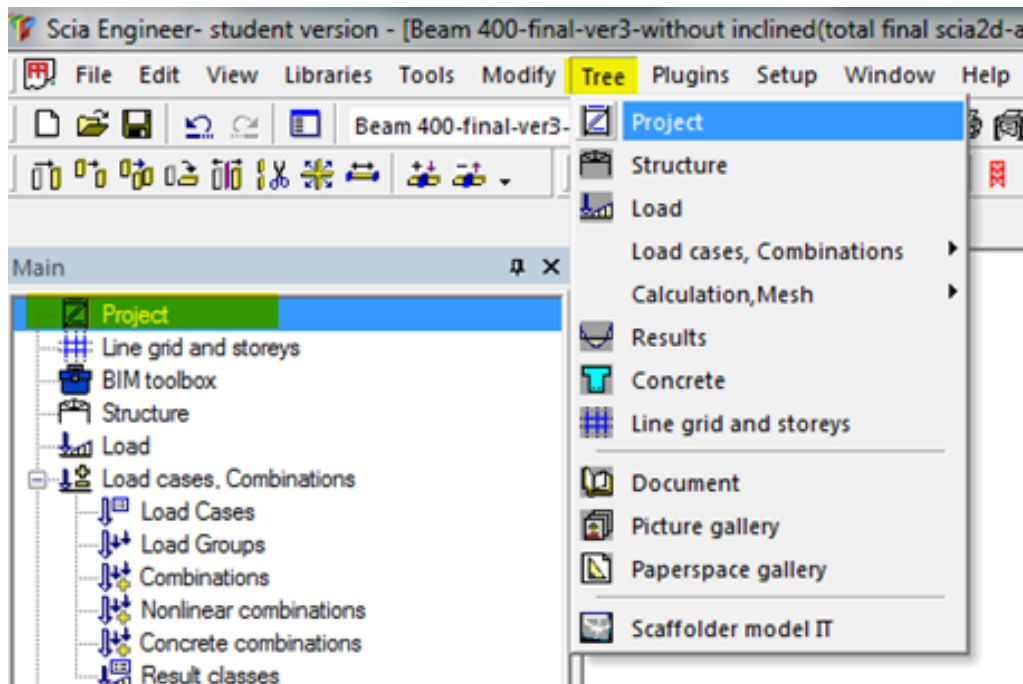 Scia Engineer- student version - [Beam 400-final-ver3-without inclined(total final scia2d-a
File Edit View Libraries Tools Modify Tree Plugins Setup Window Help
Beam 400-final-ver3-
Project
Structure
Load
Load cases, Combinations
Calculation,Mesh
Results
Concrete
Line grid and storeys
Document
Picture gallery
Paperspace gallery
Scaffolder model IT
Main
Project
Line grid and storeys
BIM toolbox
Structure
Load
Load cases, Combinations
Load Cases
Load Groups
Combinations
Nonlinear combinations
Concrete combinations
Result classes